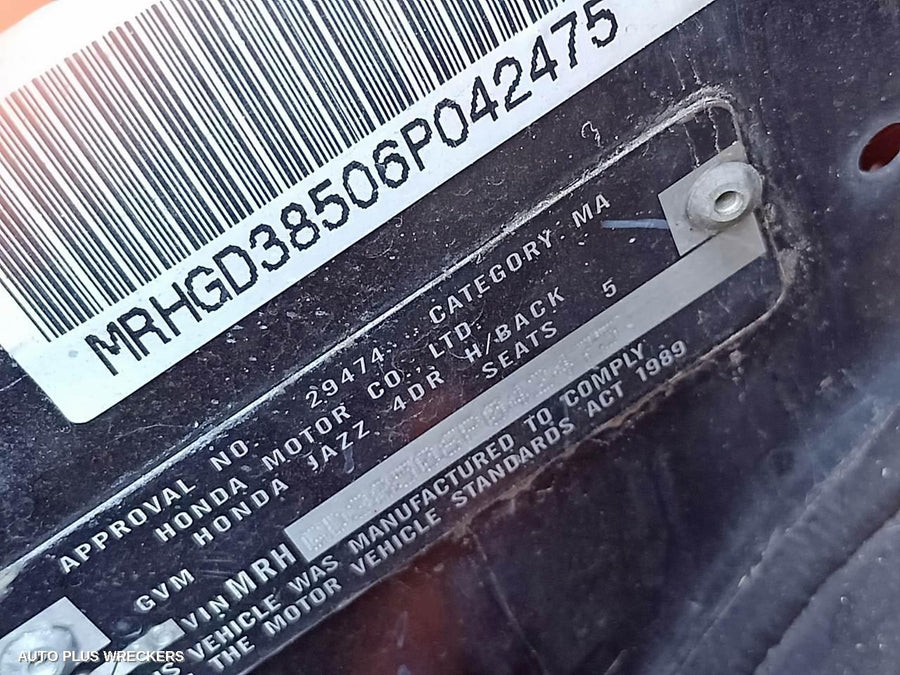 MRHGD38506P042475
APPROVAL NO. 29474 CATEGORY MA
HONDA MOTOR CO., LTD.
HONDA JAZZ 4DR H/BACK
GVM SEATS 5
VIN MRH
VEHICLE WAS MANUFACTURED TO COMPLY
THE MOTOR VEHICLE STANDARDS ACT 1989
AUTO PLUS WRECKERS